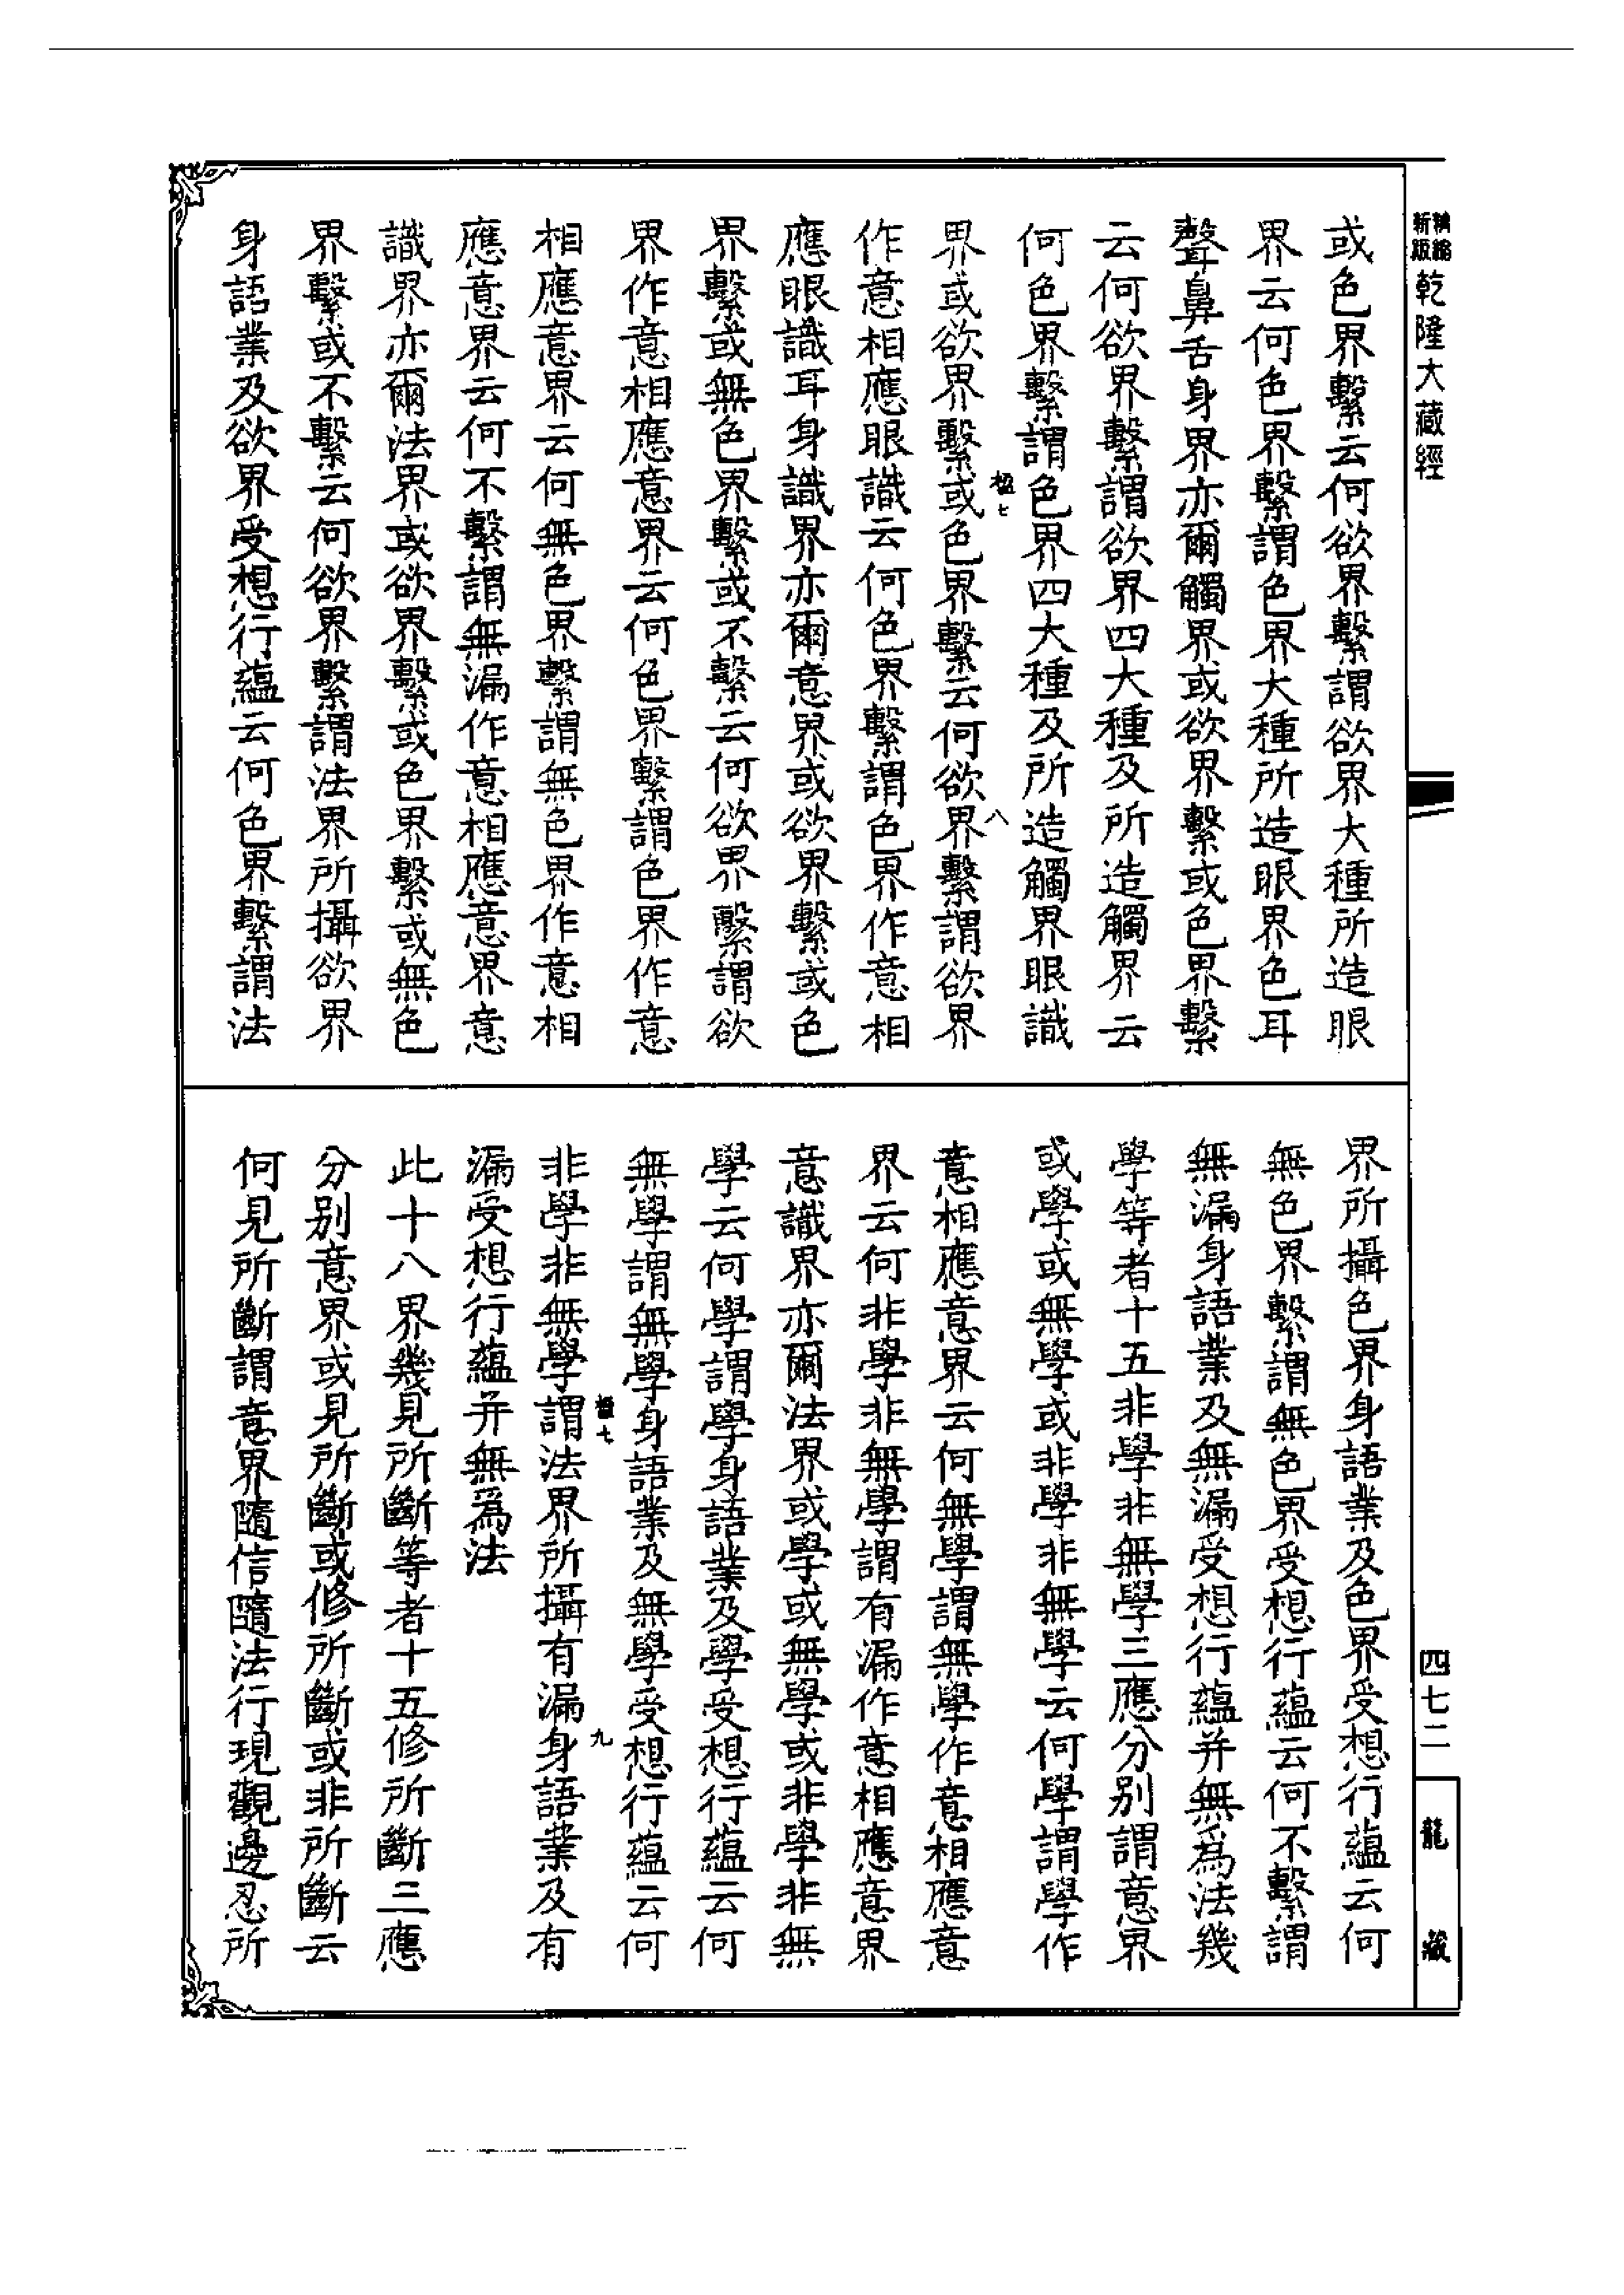 精縮新版乾隆大藏經
或色界繫云何欲界繫謂欲界大種所造眼
界云何色界繫謂色界大種所造眼界色耳
聲鼻舌身界亦爾觸界或欲界繫或色界繫
云何欲界繫謂欲界四大種及所造觸界云
何色界繫謂色界四大種及所造觸界眼識
界或欲界繫或色界繫云何欲界繫謂欲界
作意相應眼識云何色界繫謂色界作意相
應眼識耳身識界亦爾意界或欲界繫或色
界繫或無色界繫或不繫云何欲界繫謂欲
界作意相應意界云何色界繫謂色界作意
相應意界云何無色界繫謂無色界作意相
應意界云何不繫謂無漏作意相應意界意
識界亦爾法界或欲界繫或色界繫或無色
界繫或不繫云何欲界繫謂法界所攝欲界
身語業及欲界受想行蘊云何色界繫謂法
界所攝色界身語業及色界受想行蘊云何
無色界繫謂無色界受想行蘊云何不繫謂
無漏身語業及無漏受想行蘊并無爲法幾
學等者十五非學非無學三應分別謂意界
或學或無學或非學非無學云何學謂學作
意相應意界云何無學謂無學作意相應意
界云何非學非無學謂有漏作意相應意界
意識界亦爾法界或學或無學或非學非無
學云何學謂學身語業及學受想行蘊云何
無學謂無學身語業及無學受想行蘊云何
非學非無學謂法界所攝有漏身語業及有
漏受想行蘊并無爲法
此十八界幾見所斷等者十五修所斷三應
分別意界或見所斷或修所斷或非所斷云
何見所斷謂意界隨信隨法行現觀邊忍所
四七二
龍藏
七
八
七
九